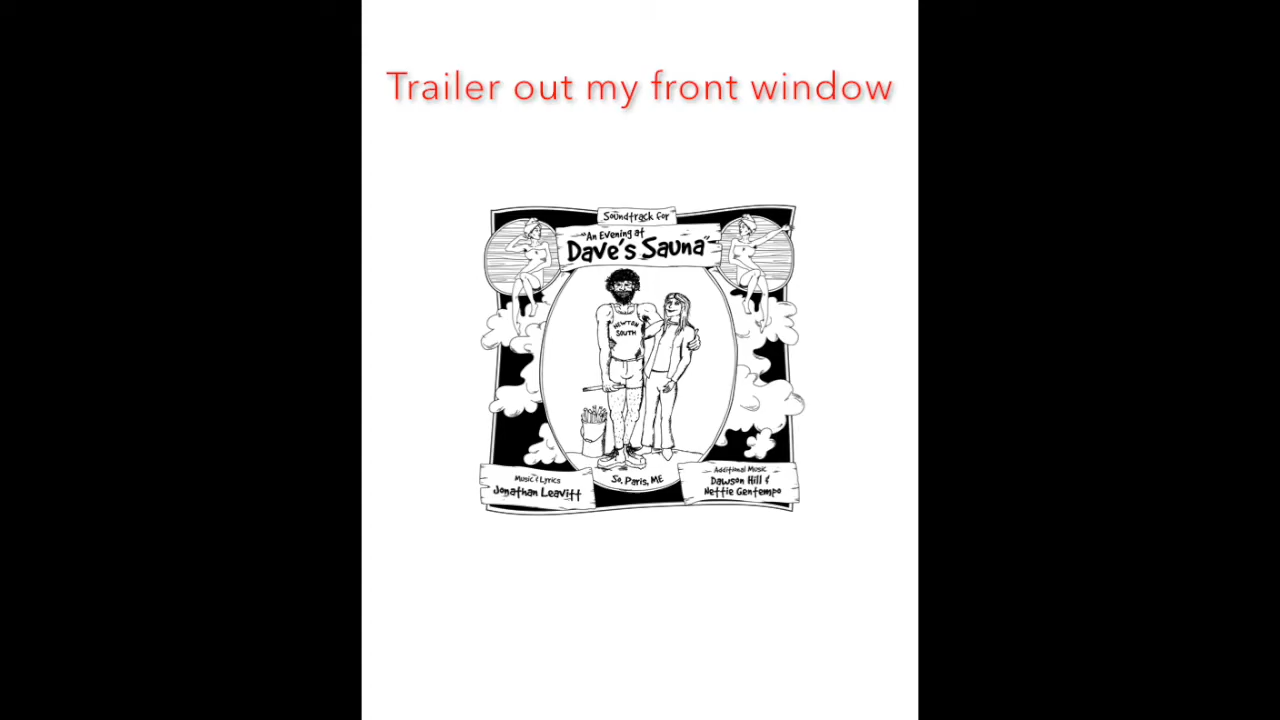 Trailer out my front window
Soundtrack for
"An Evening at
Dave's Sauna"
NEWTON
SOUTH
So. Paris, ME
Music & Lyrics
Jonathan Leavitt
Additional Music
Dawson Hill &
Nettie Gentempo